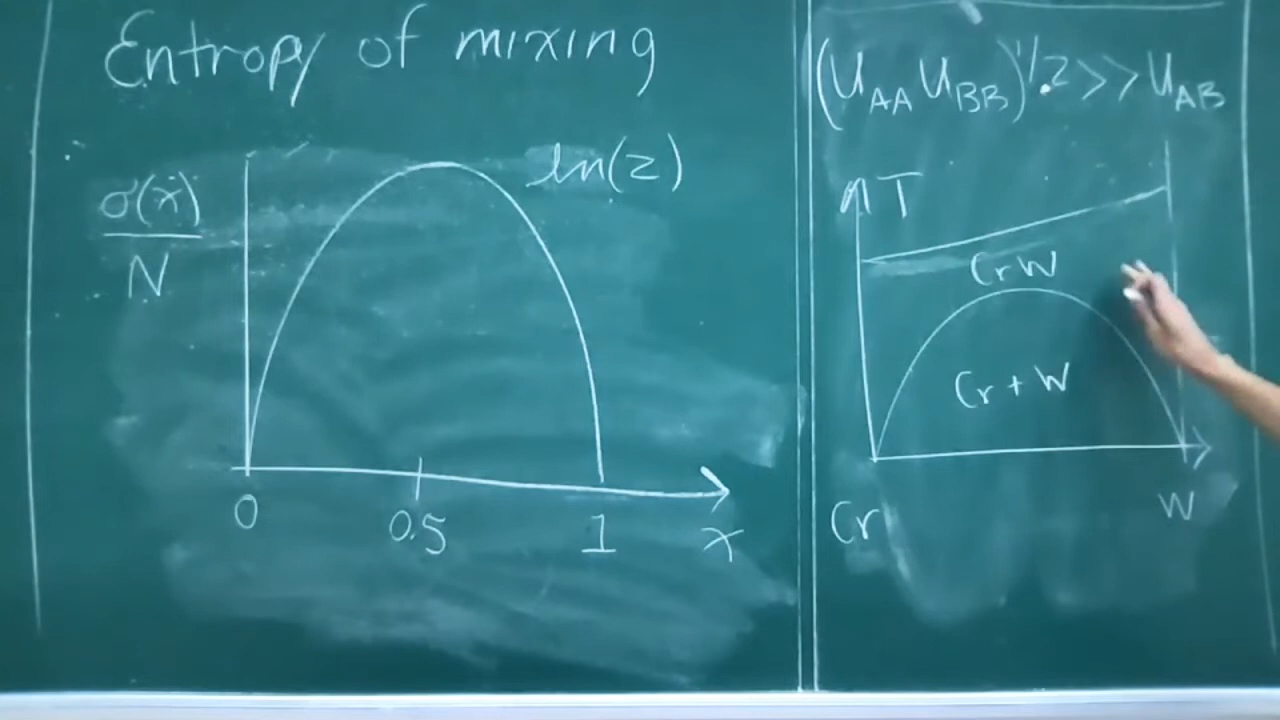 Entropy of mixing
σ(x)/N
ln(2)
0
0.5
1
x
(U_AA U_BB)^1/2 >> U_AB
T
CrW
Cr + W
Cr
W